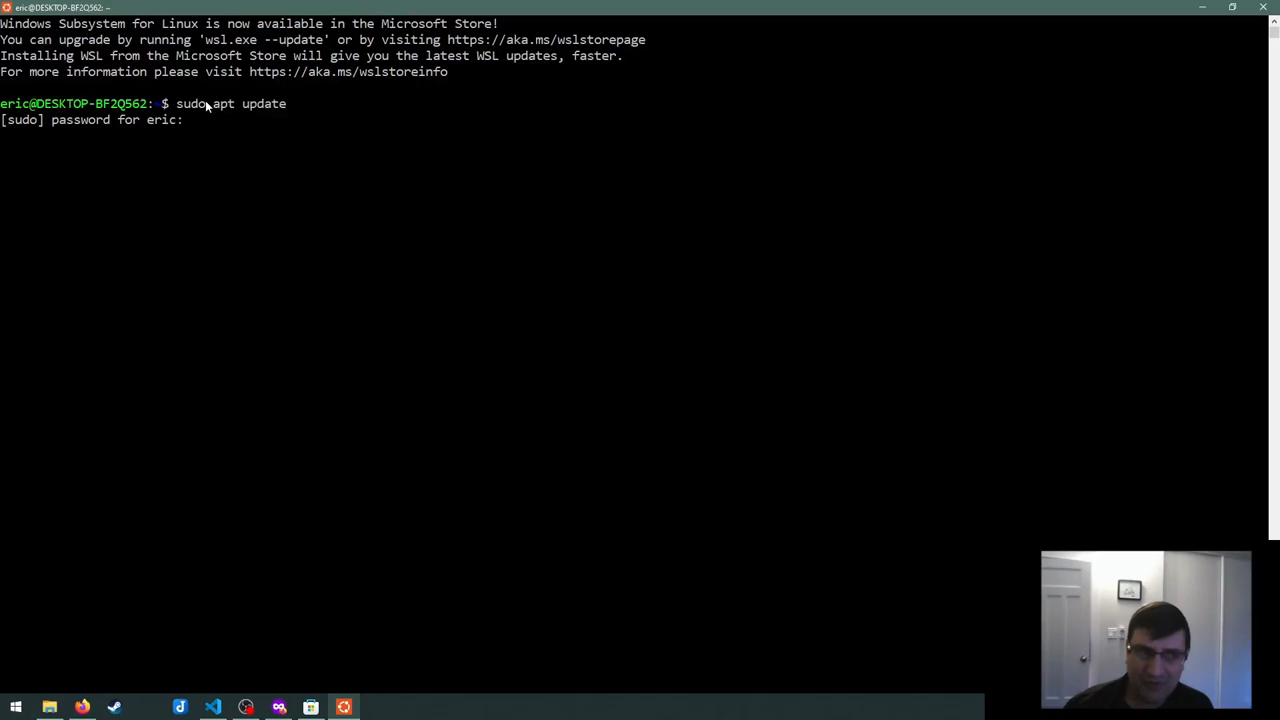 eric@DESKTOP-BF2Q562: ~
Windows Subsystem for Linux is now available in the Microsoft Store!
You can upgrade by running 'wsl.exe --update' or by visiting https://aka.ms/wslstorepage
Installing WSL from the Microsoft Store will give you the latest WSL updates, faster.
For more information please visit https://aka.ms/wslstoreinfo
eric@DESKTOP-BF2Q562:~$ sudo apt update
[sudo] password for eric: